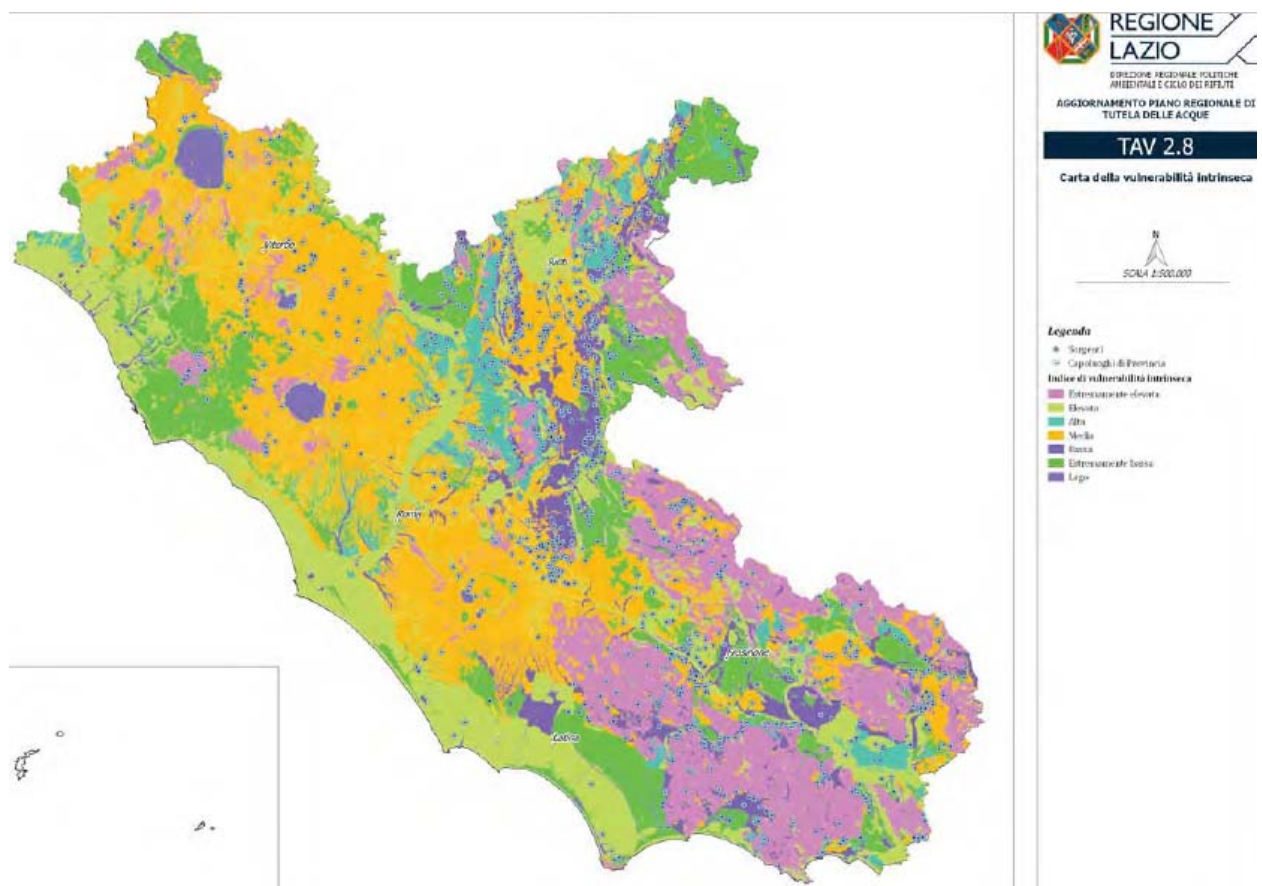 REGIONE
LAZIO
DIREZIONE REGIONALE POLITICHE
AMBIENTALI E CICLO DEI RIFIUTI
AGGIORNAMENTO PIANO REGIONALE DI
TUTELA DELLE ACQUE
TAV 2.8
Carta della vulnerabilità intrinseca
N
SCALA 1:500.000
Legenda
Sorgenti
Capoluoghi di Provincia
Indice di vulnerabilità intrinseca
Estremamente elevata
Elevata
Alta
Media
Bassa
Estremamente bassa
Lago
Viterbo
Rieti
Roma
Frosinone
Latina